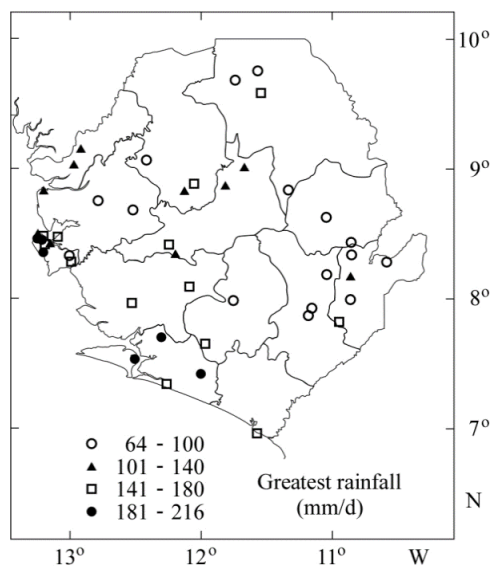 10°
9°
8°
7°
64 - 100
101 - 140
141 - 180
181 - 216
Greatest rainfall
(mm/d)
N
13° 12° 11° W